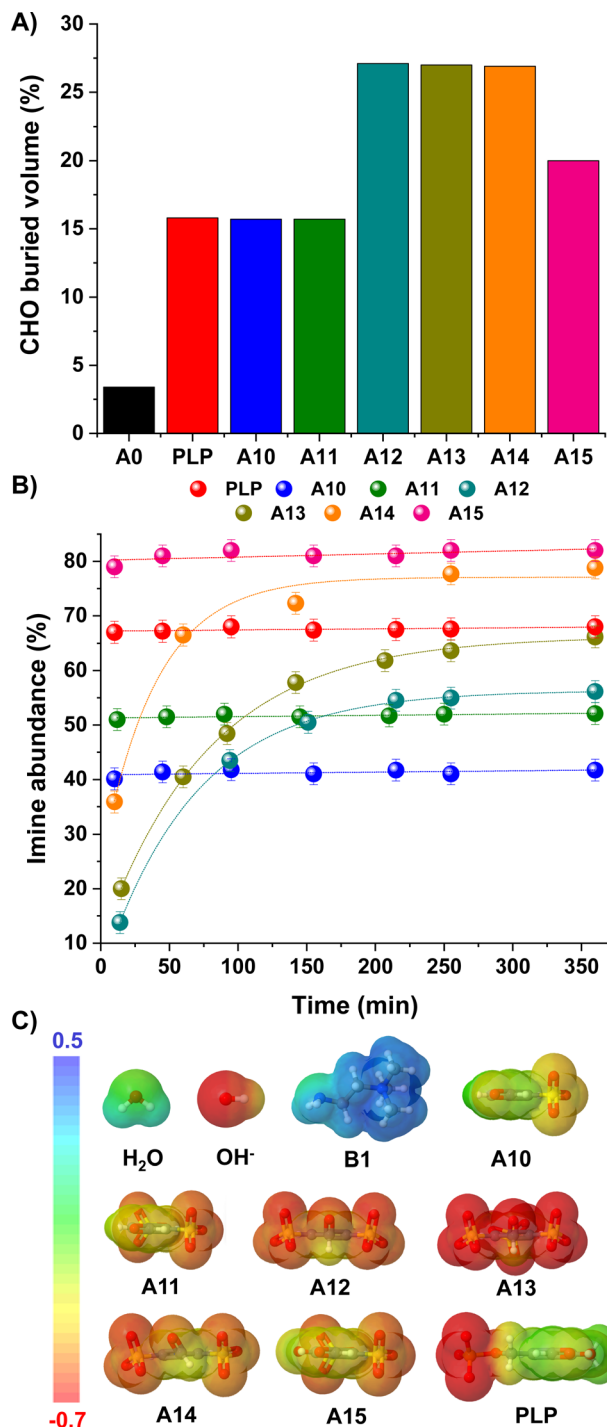 A)
CHO buried volume (%)
30
25
20
15
10
5
0
A0 PLP A10 A11 A12 A13 A14 A15
B)
PLP A10 A11 A12
A13 A14 A15
Imine abundance (%)
80
70
60
50
40
30
20
10
0 50 100 150 200 250 300 350
Time (min)
C)
0.5
H₂O OH⁻ B1 A10
A11 A12 A13
A14 A15 PLP
-0.7